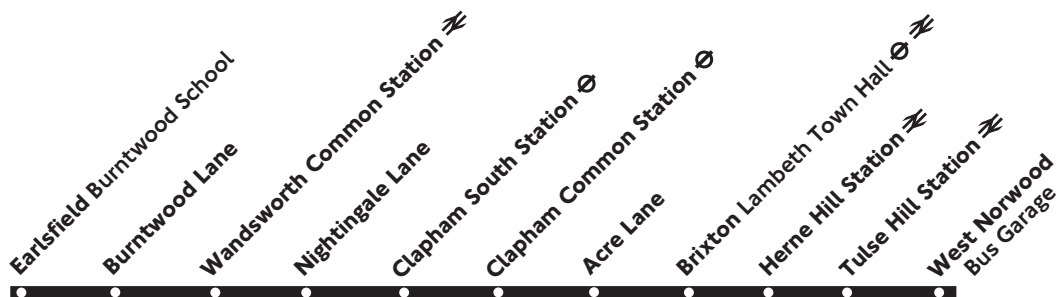 Earlsfield Burntwood School
Burntwood Lane
Wandsworth Common Station
Nightingale Lane
Clapham South Station
Clapham Common Station
Acre Lane
Brixton Lambeth Town Hall
Herne Hill Station
Tulse Hill Station
West Norwood
Bus Garage